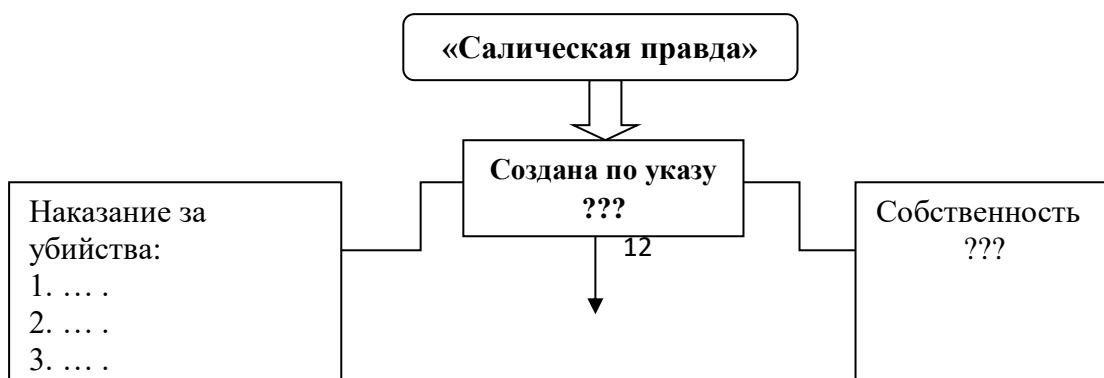 «Салическая правда»
Создана по указу
???
12
Наказание за
убийства:
1. … .
2. … .
3. … .
Собственность
???